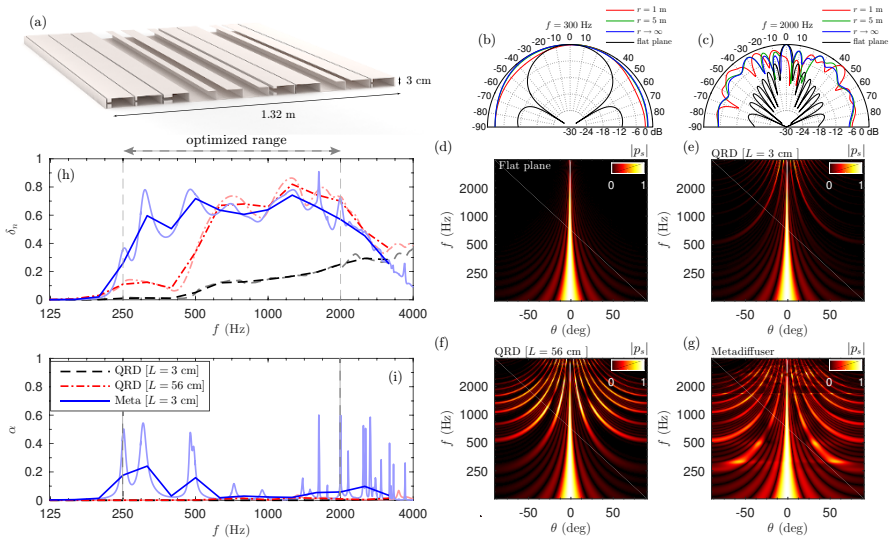 (a)
3 cm
1.32 m
(b)
f = 300 Hz
r = 1 m
r = 5 m
r → ∞
flat plane
-10 0 10
-20 20
-30 30
-40 40
-50 50
-60 60
-70 70
-80 80
-90 90
-30 -24 -18 -12 -6 0 dB
(c)
f = 2000 Hz
r = 1 m
r = 5 m
r → ∞
flat plane
-10 0 10
-20 20
-30 30
-40 40
-50 50
-60 60
-70 70
-80 80
-90 90
-30 -24 -18 -12 -6 0 dB
optimized range
(h)
δn
1
0.8
0.6
0.4
0.2
0
125 250 500 1000 2000 4000
f (Hz)
(d)
Flat plane
|ps|
0 1
f (Hz)
2000
1000
500
250
-50 0 50
θ (deg)
(e)
QRD [L = 3 cm ]
|ps|
0 1
f (Hz)
2000
1000
500
250
-50 0 50
θ (deg)
(i)
QRD [L = 3 cm]
QRD [L = 56 cm]
Meta [L = 3 cm]
α
1
0.8
0.6
0.4
0.2
0
125 250 500 1000 2000 4000
f (Hz)
(f)
QRD [L = 56 cm]
|ps|
0 1
f (Hz)
2000
1000
500
250
-50 0 50
θ (deg)
(g)
Metadiffuser
|ps|
0 1
f (Hz)
2000
1000
500
250
-50 0 50
θ (deg)